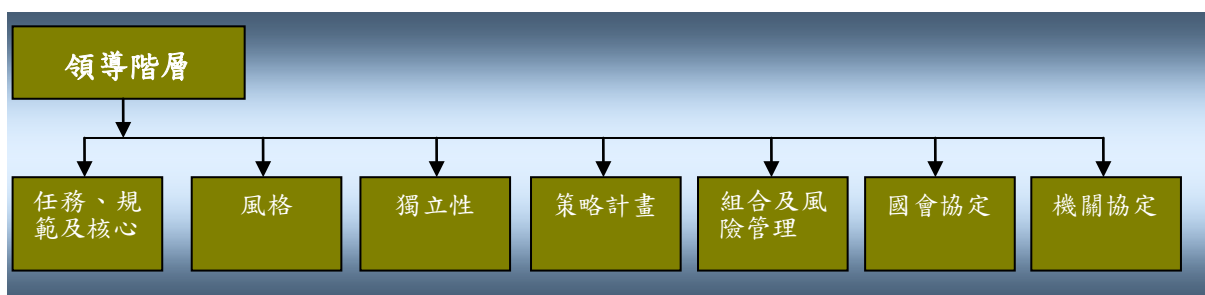 領導階層
任務、規
範及核心
風格
獨立性
策略計畫
組合及風
險管理
國會協定
機關協定